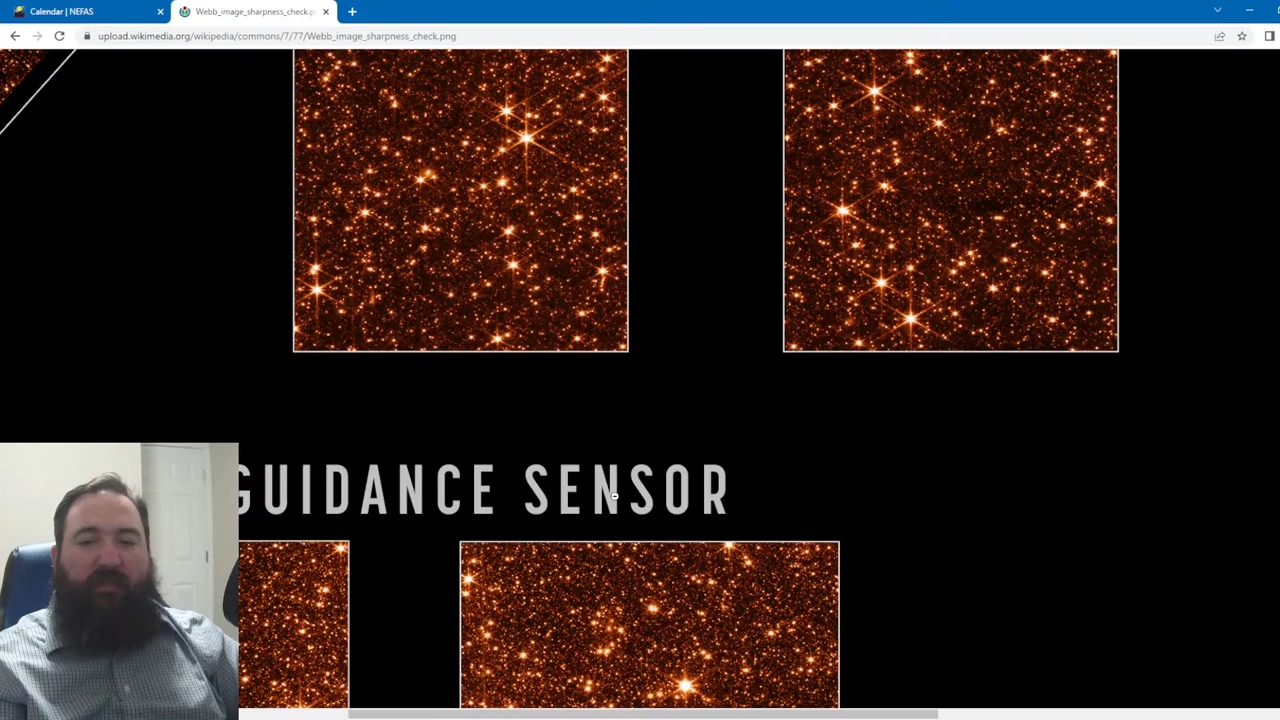 Calendar | NEFAS
Webb_image_sharpness_check.p
upload.wikimedia.org/wikipedia/commons/7/77/Webb_image_sharpness_check.png
GUIDANCE SENSOR